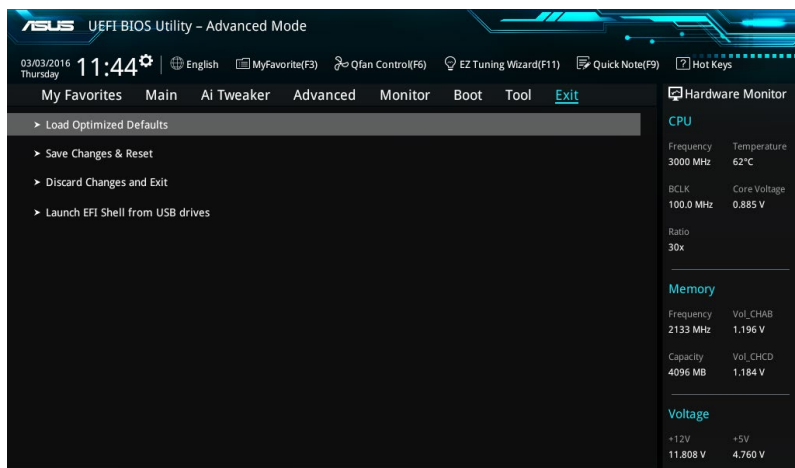 ASUS UEFI BIOS Utility – Advanced Mode
03/03/2016
Thursday
11:44
English
MyFavorite(F3)
Qfan Control(F6)
EZ Tuning Wizard(F11)
Quick Note(F9)
? Hot Keys
My Favorites Main Ai Tweaker Advanced Monitor Boot Tool Exit
Hardware Monitor
> Load Optimized Defaults
> Save Changes & Reset
> Discard Changes and Exit
> Launch EFI Shell from USB drives
CPU
Frequency Temperature
3000 MHz 62°C
BCLK Core Voltage
100.0 MHz 0.885 V
Ratio
30x
Memory
Frequency Vol_CHAB
2133 MHz 1.196 V
Capacity Vol_CHCD
4096 MB 1.184 V
Voltage
+12V +5V
11.808 V 4.760 V